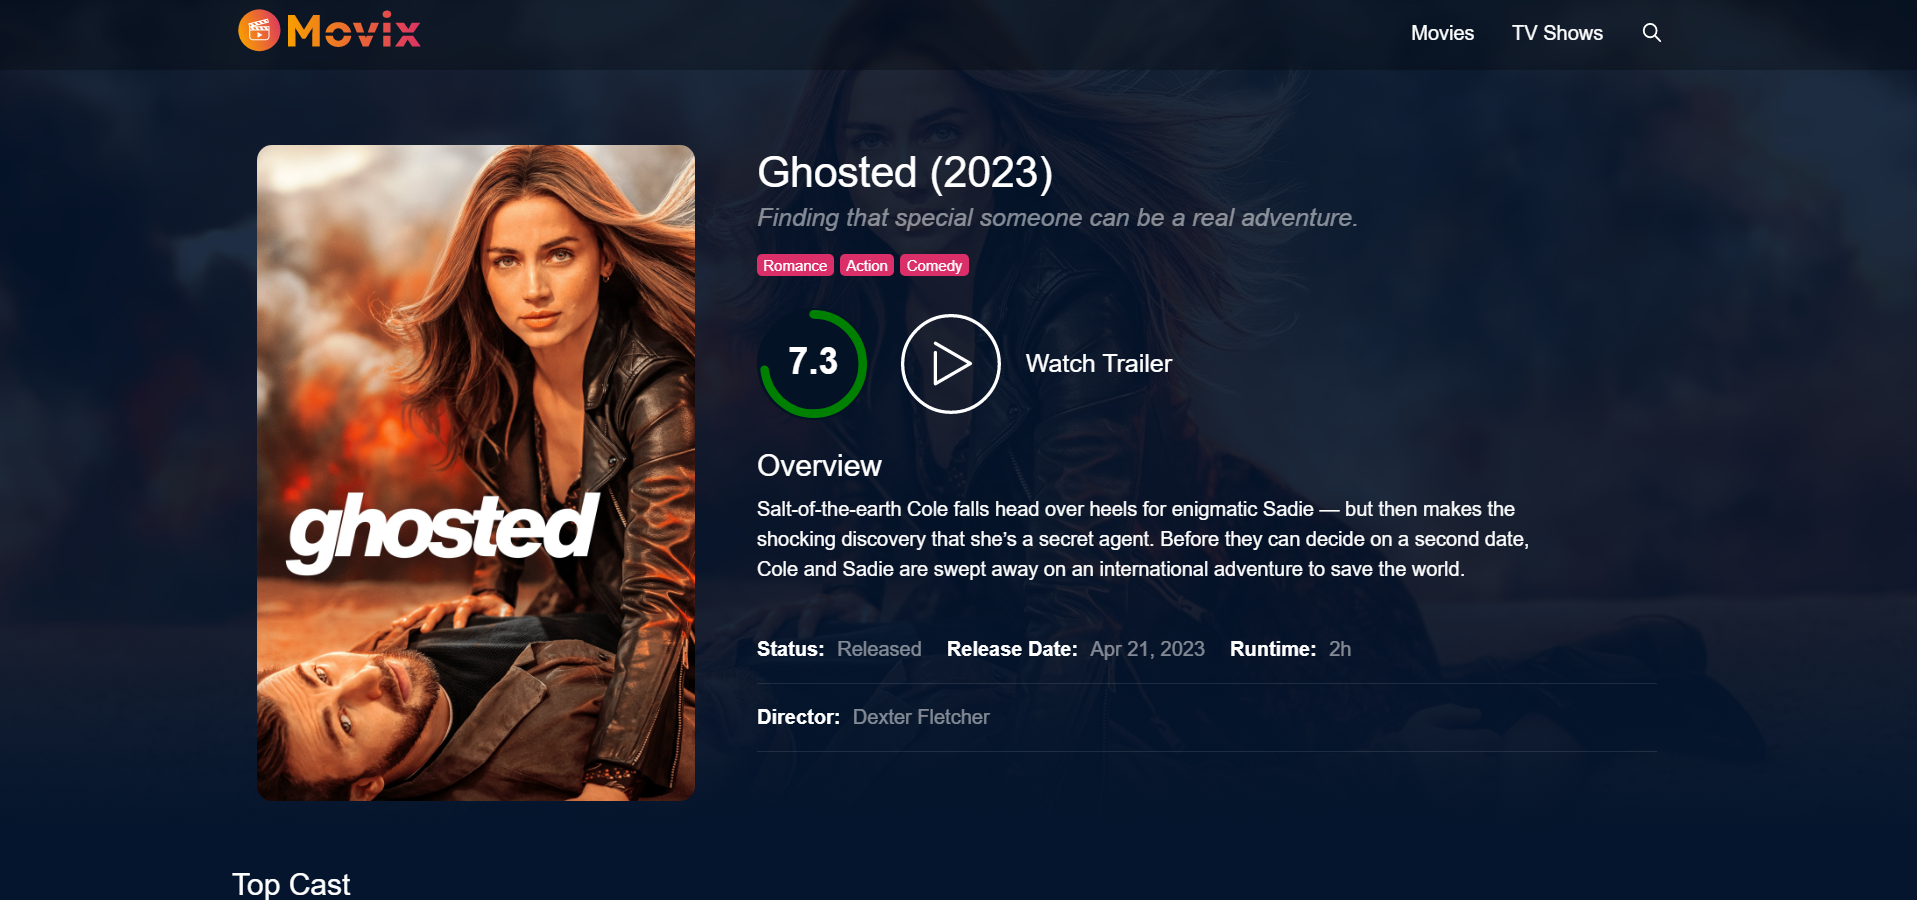 Movix
Movies
TV Shows
Ghosted (2023)
Finding that special someone can be a real adventure.
Romance
Action
Comedy
7.3
Watch Trailer
ghosted
Overview
Salt-of-the-earth Cole falls head over heels for enigmatic Sadie — but then makes the
shocking discovery that she’s a secret agent. Before they can decide on a second date,
Cole and Sadie are swept away on an international adventure to save the world.
Status: Released Release Date: Apr 21, 2023 Runtime: 2h
Director: Dexter Fletcher
Top Cast